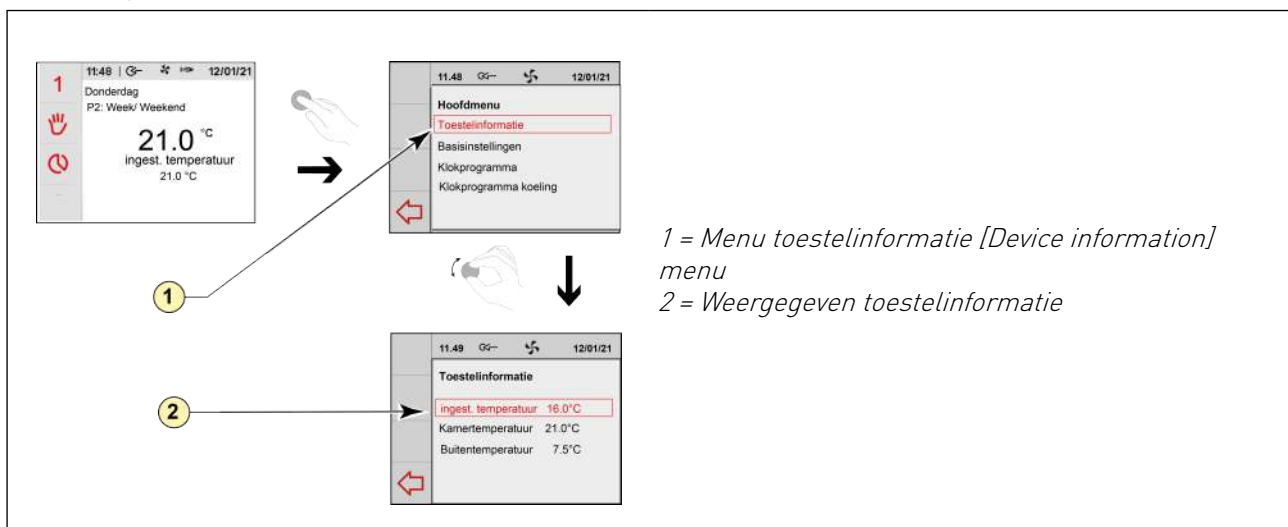 1
11:48
12/01/21
Donderdag
P2: Week/ Weekend
21.0 °C
ingest. temperatuur
21.0 °C
11.48
12/01/21
Hoofdmenu
Toestelinformatie
Basisinstellingen
Klokprogramma
Klokprogramma koeling
1
1 = Menu toestelinformatie [Device information]
menu
2 = Weergegeven toestelinformatie
11.49
12/01/21
Toestelinformatie
ingest. temperatuur 16.0°C
Kamertemperatuur 21.0°C
Buitentemperatuur 7.5°C
2